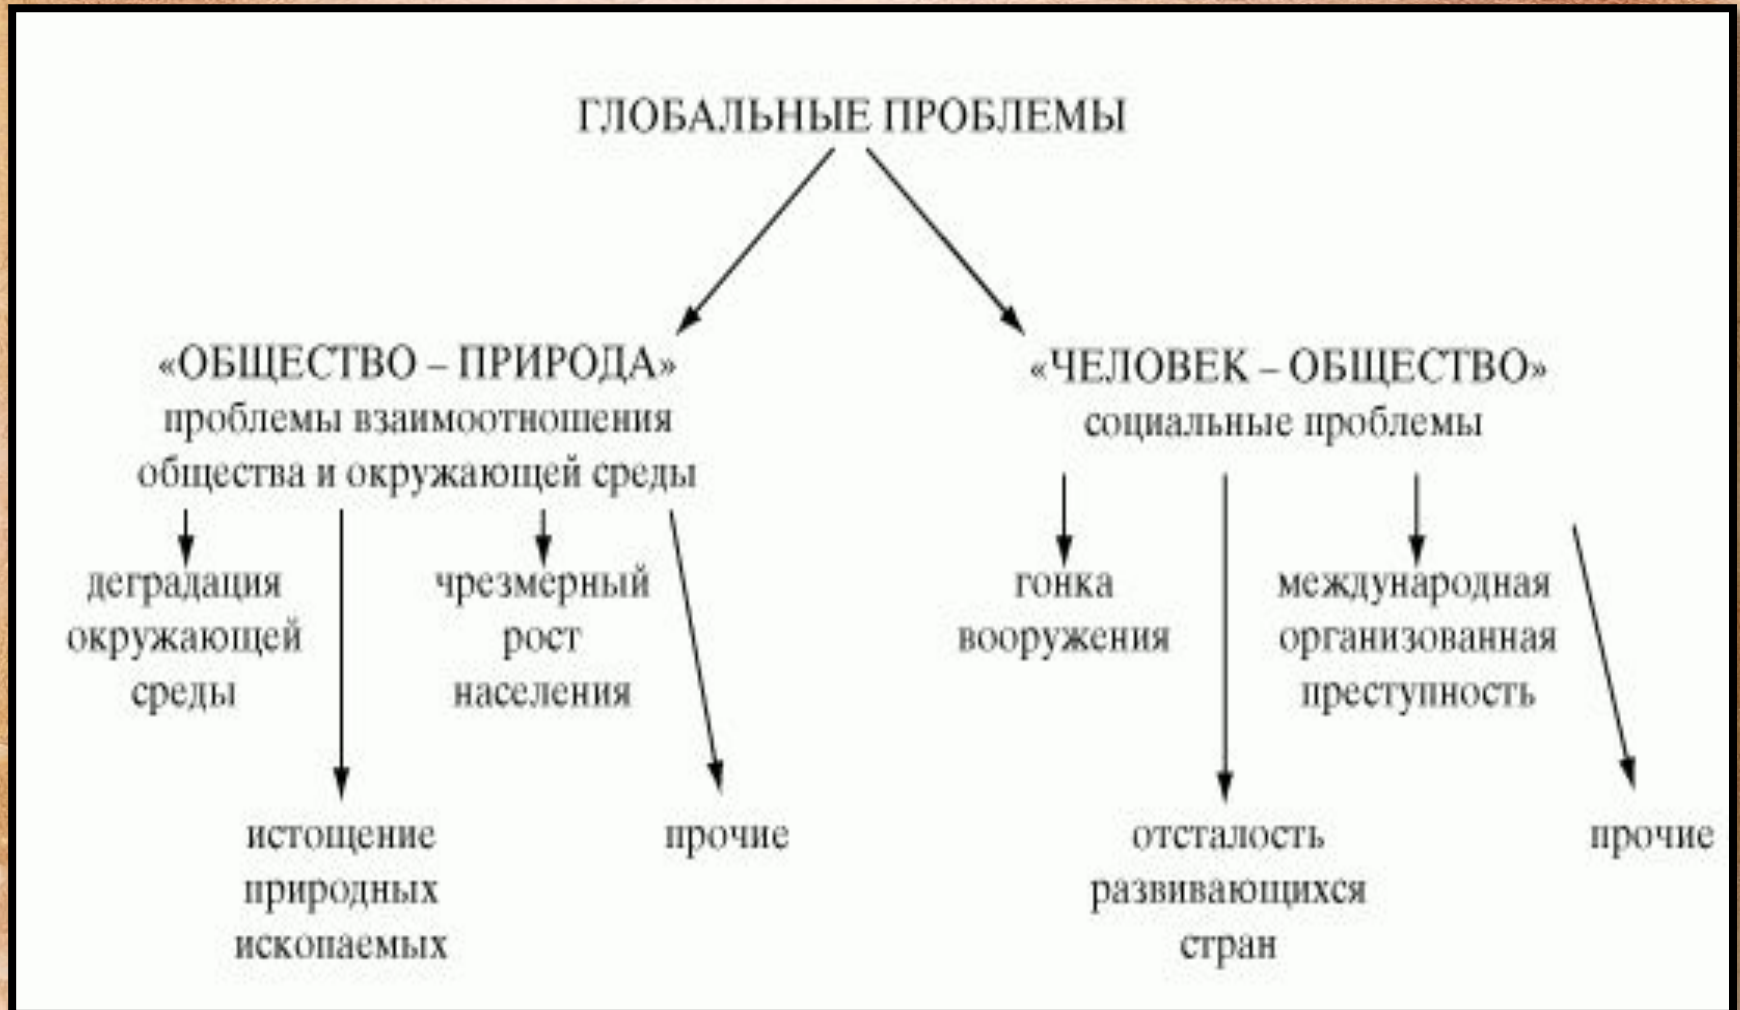 ГЛОБАЛЬНЫЕ ПРОБЛЕМЫ
«ОБЩЕСТВО – ПРИРОДА»
проблемы взаимоотношения
общества и окружающей среды
деградация
окружающей
среды
истощение
природных
ископаемых
чрезмерный
рост
населения
прочие
«ЧЕЛОВЕК – ОБЩЕСТВО»
социальные проблемы
гонка
вооружения
отсталость
развивающихся
стран
международная
организованная
преступность
прочие